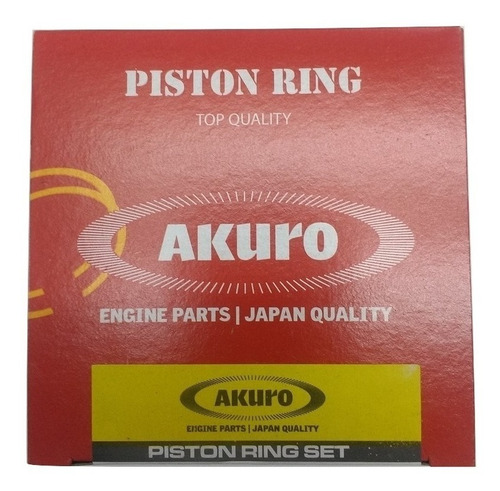 PISTON RING
TOP QUALITY
AKURO
ENGINE PARTS | JAPAN QUALITY
AKURO
ENGINE PARTS | JAPAN QUALITY
PISTON RING SET